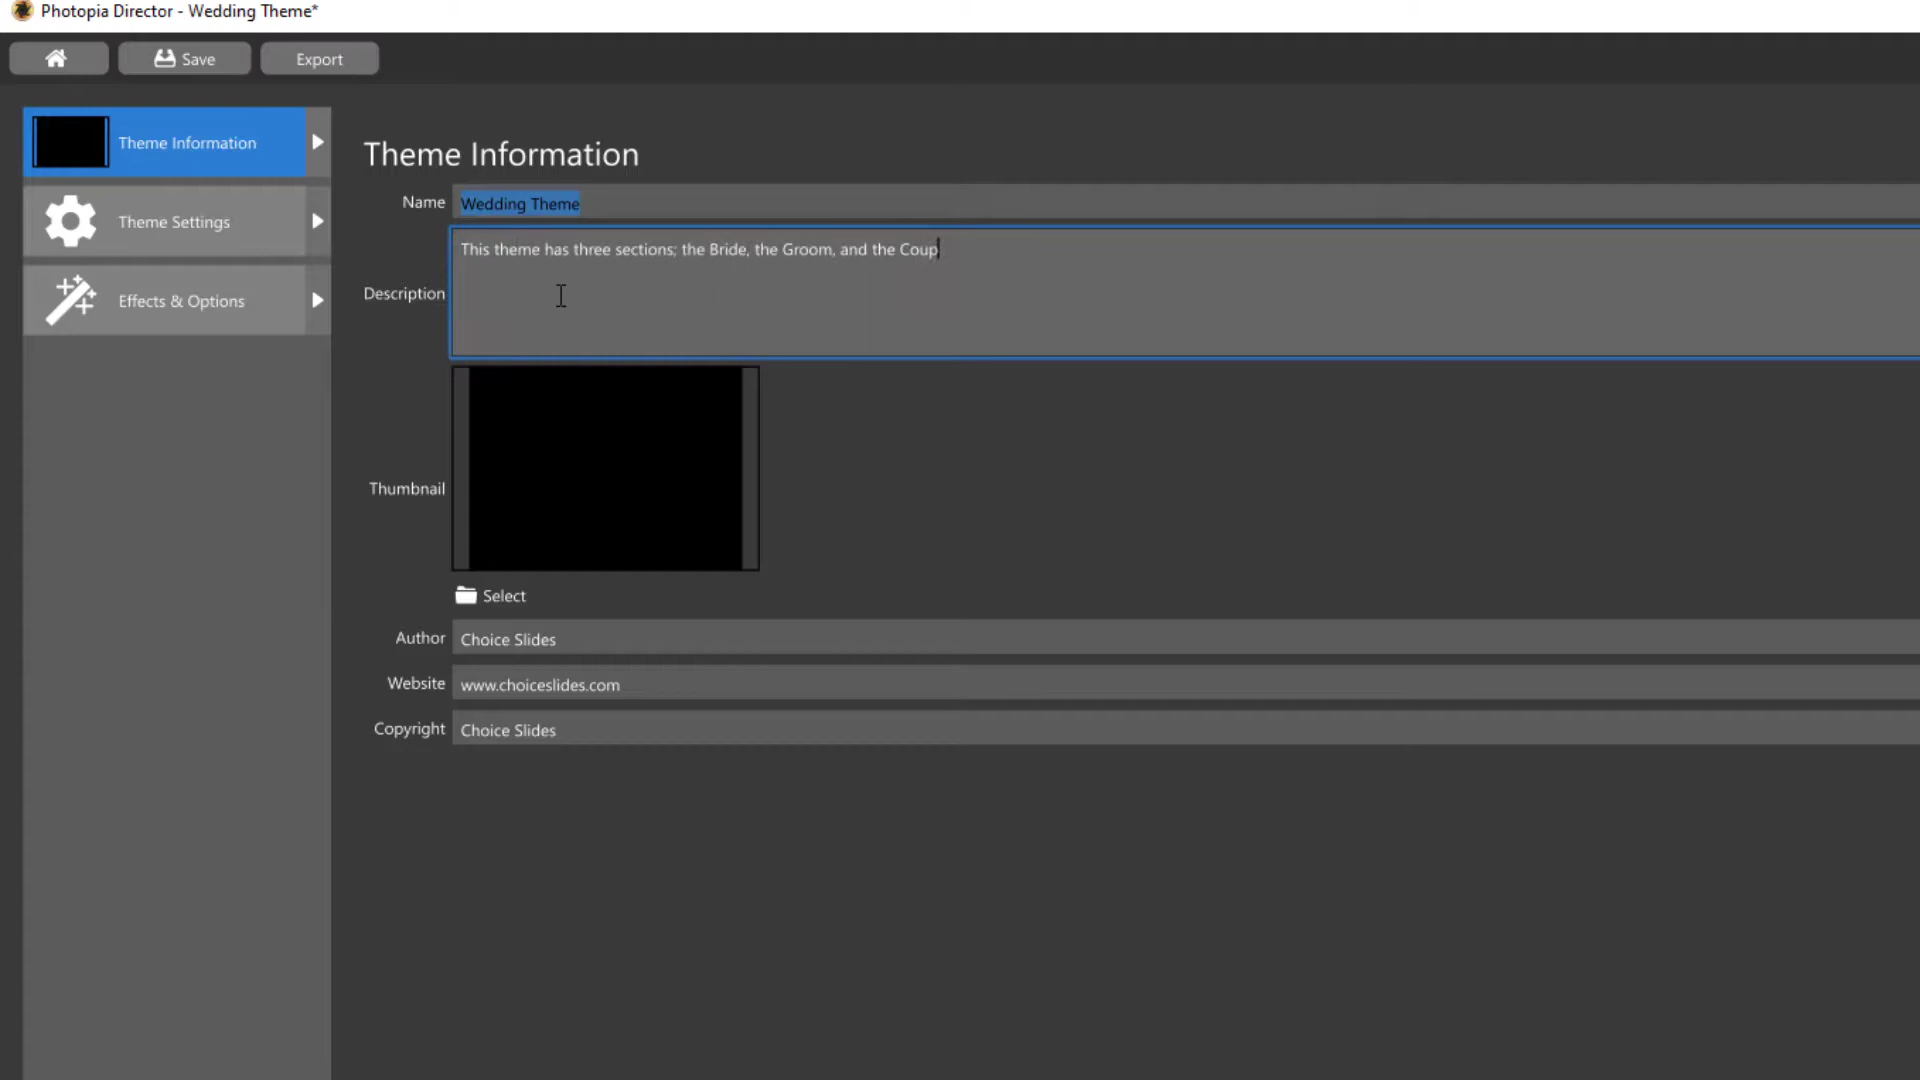 Photopia Director - Wedding Theme*
Save
Export
Theme Information
Theme Settings
Effects & Options
Theme Information
Name
Wedding Theme
Description
This theme has three sections; the Bride, the Groom, and the Coup
Thumbnail
Select
Author
Choice Slides
Website
www.choiceslides.com
Copyright
Choice Slides